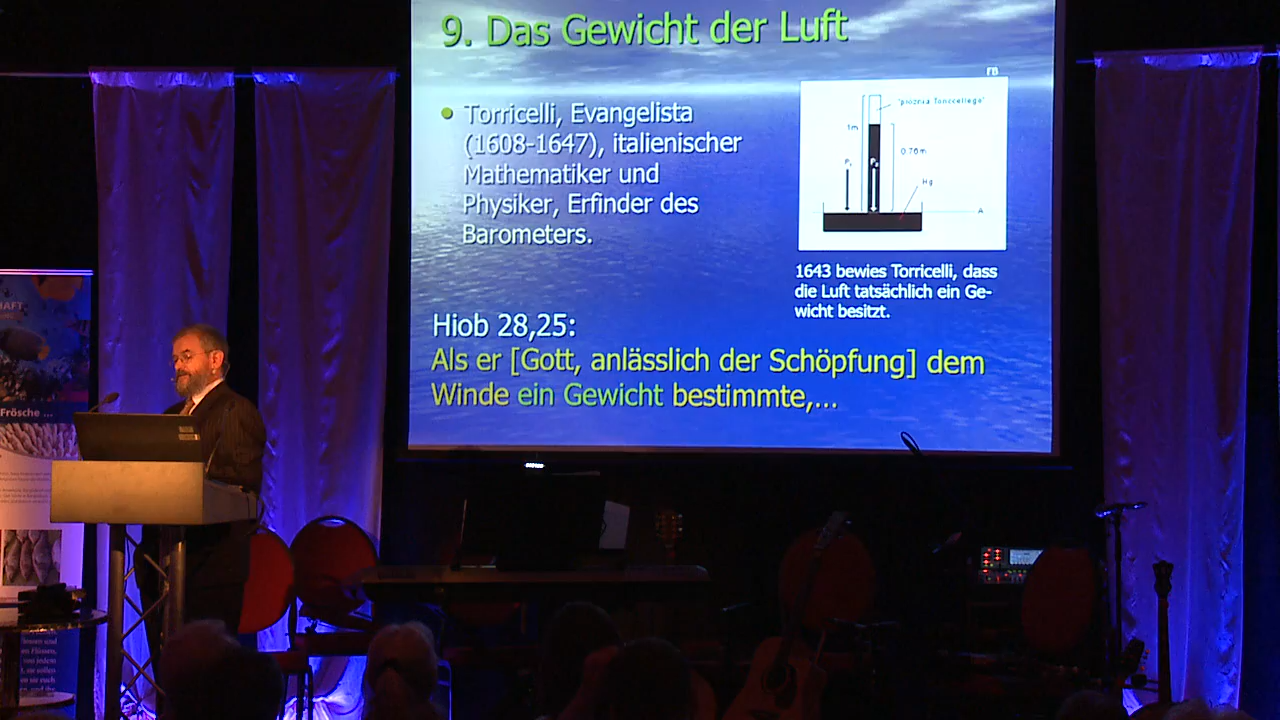 9. Das Gewicht der Luft
Torricelli, Evangelista
(1608-1647), italienischer
Mathematiker und
Physiker, Erfinder des
Barometers.
1m
0.76m
Hg
A
1643 bewies Torricelli, dass
die Luft tatsächlich ein Ge-
wicht besitzt.
Hiob 28,25:
Als er [Gott, anlässlich der Schöpfung] dem
Winde ein Gewicht bestimmte,...
HAFT
Frösche ...